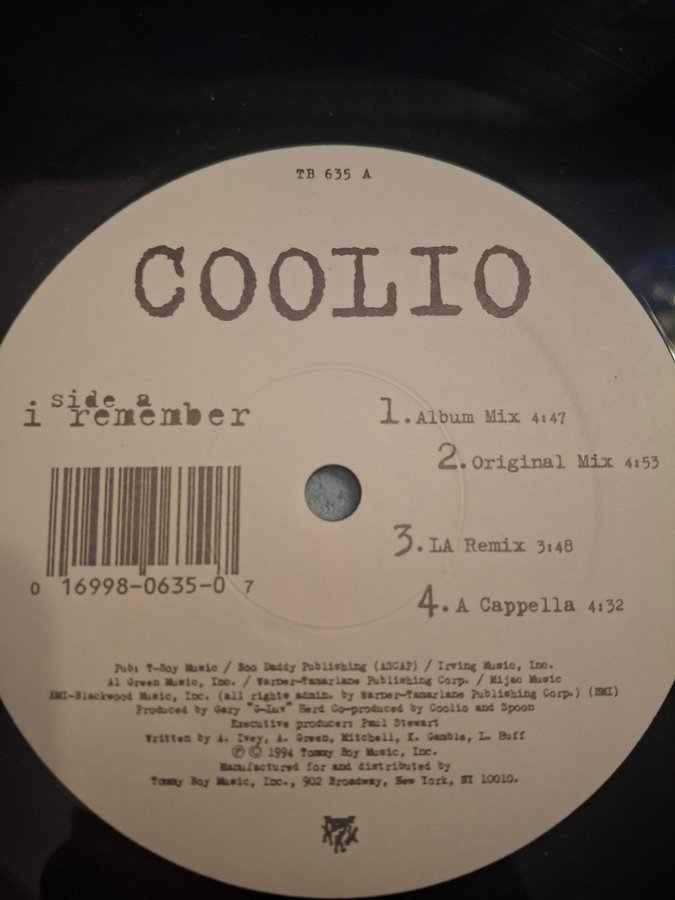 TB 635 A
COOLIO
side a
i remember
1. Album Mix 4:47
2. Original Mix 4:53
3. LA Remix 3:48
4. A Cappella 4:32
0 16998-0635-0 7
Pub: T-Boy Music / Boo Daddy Publishing (ASCAP) / Irving Music, Inc.
Al Green Music, Inc. / Warner-Tamerlane Publishing Corp. / Mijac Music
EMI-Blackwood Music, Inc. (all rights admin. by Warner-Tamerlane Publishing Corp.) (BMI)
Produced by Gary "G-Luv" Herd Co-produced by Coolio and Spoon
Executive producer: Paul Stewart
Written by A. Ivey, A. Green, Mitchell, K. Gamble, L. Huff
℗ © 1994 Tommy Boy Music, Inc.
Manufactured for and distributed by
Tommy Boy Music, Inc., 902 Broadway, New York, NY 10010.